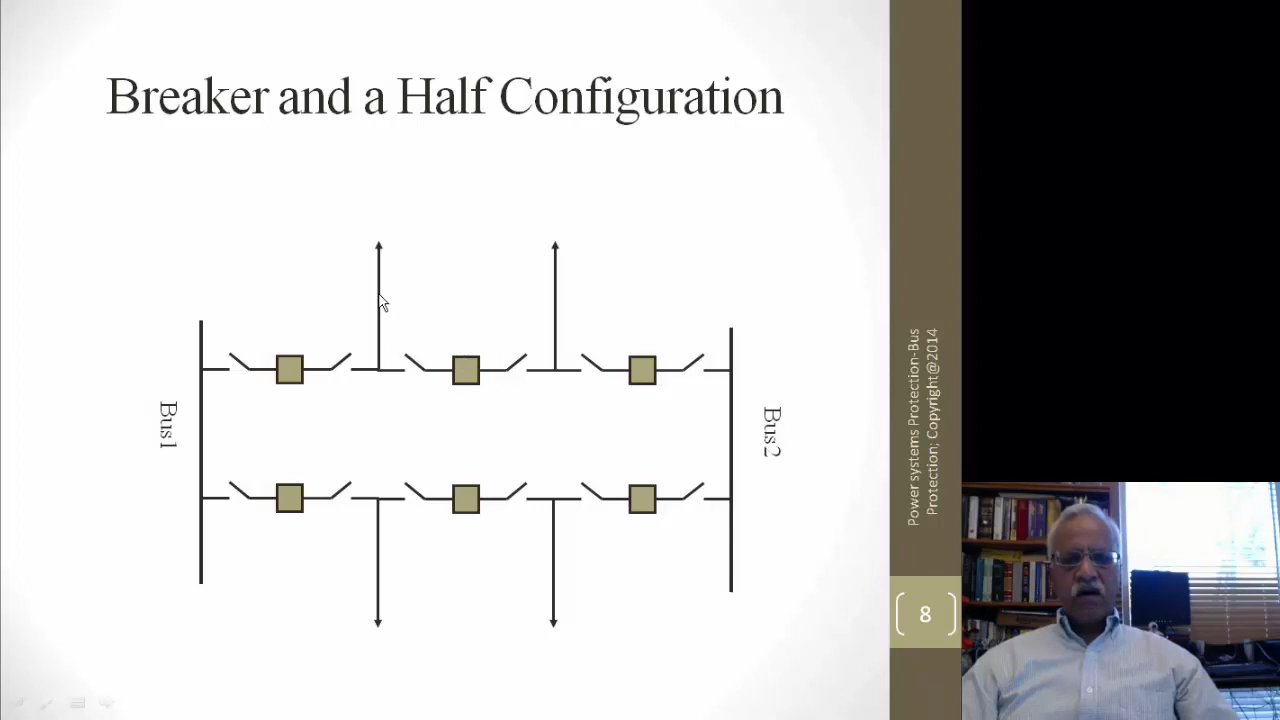 Breaker and a Half Configuration
Bus1
Bus2
Power systems Protection-Bus
Protection; Copyright@2014
8